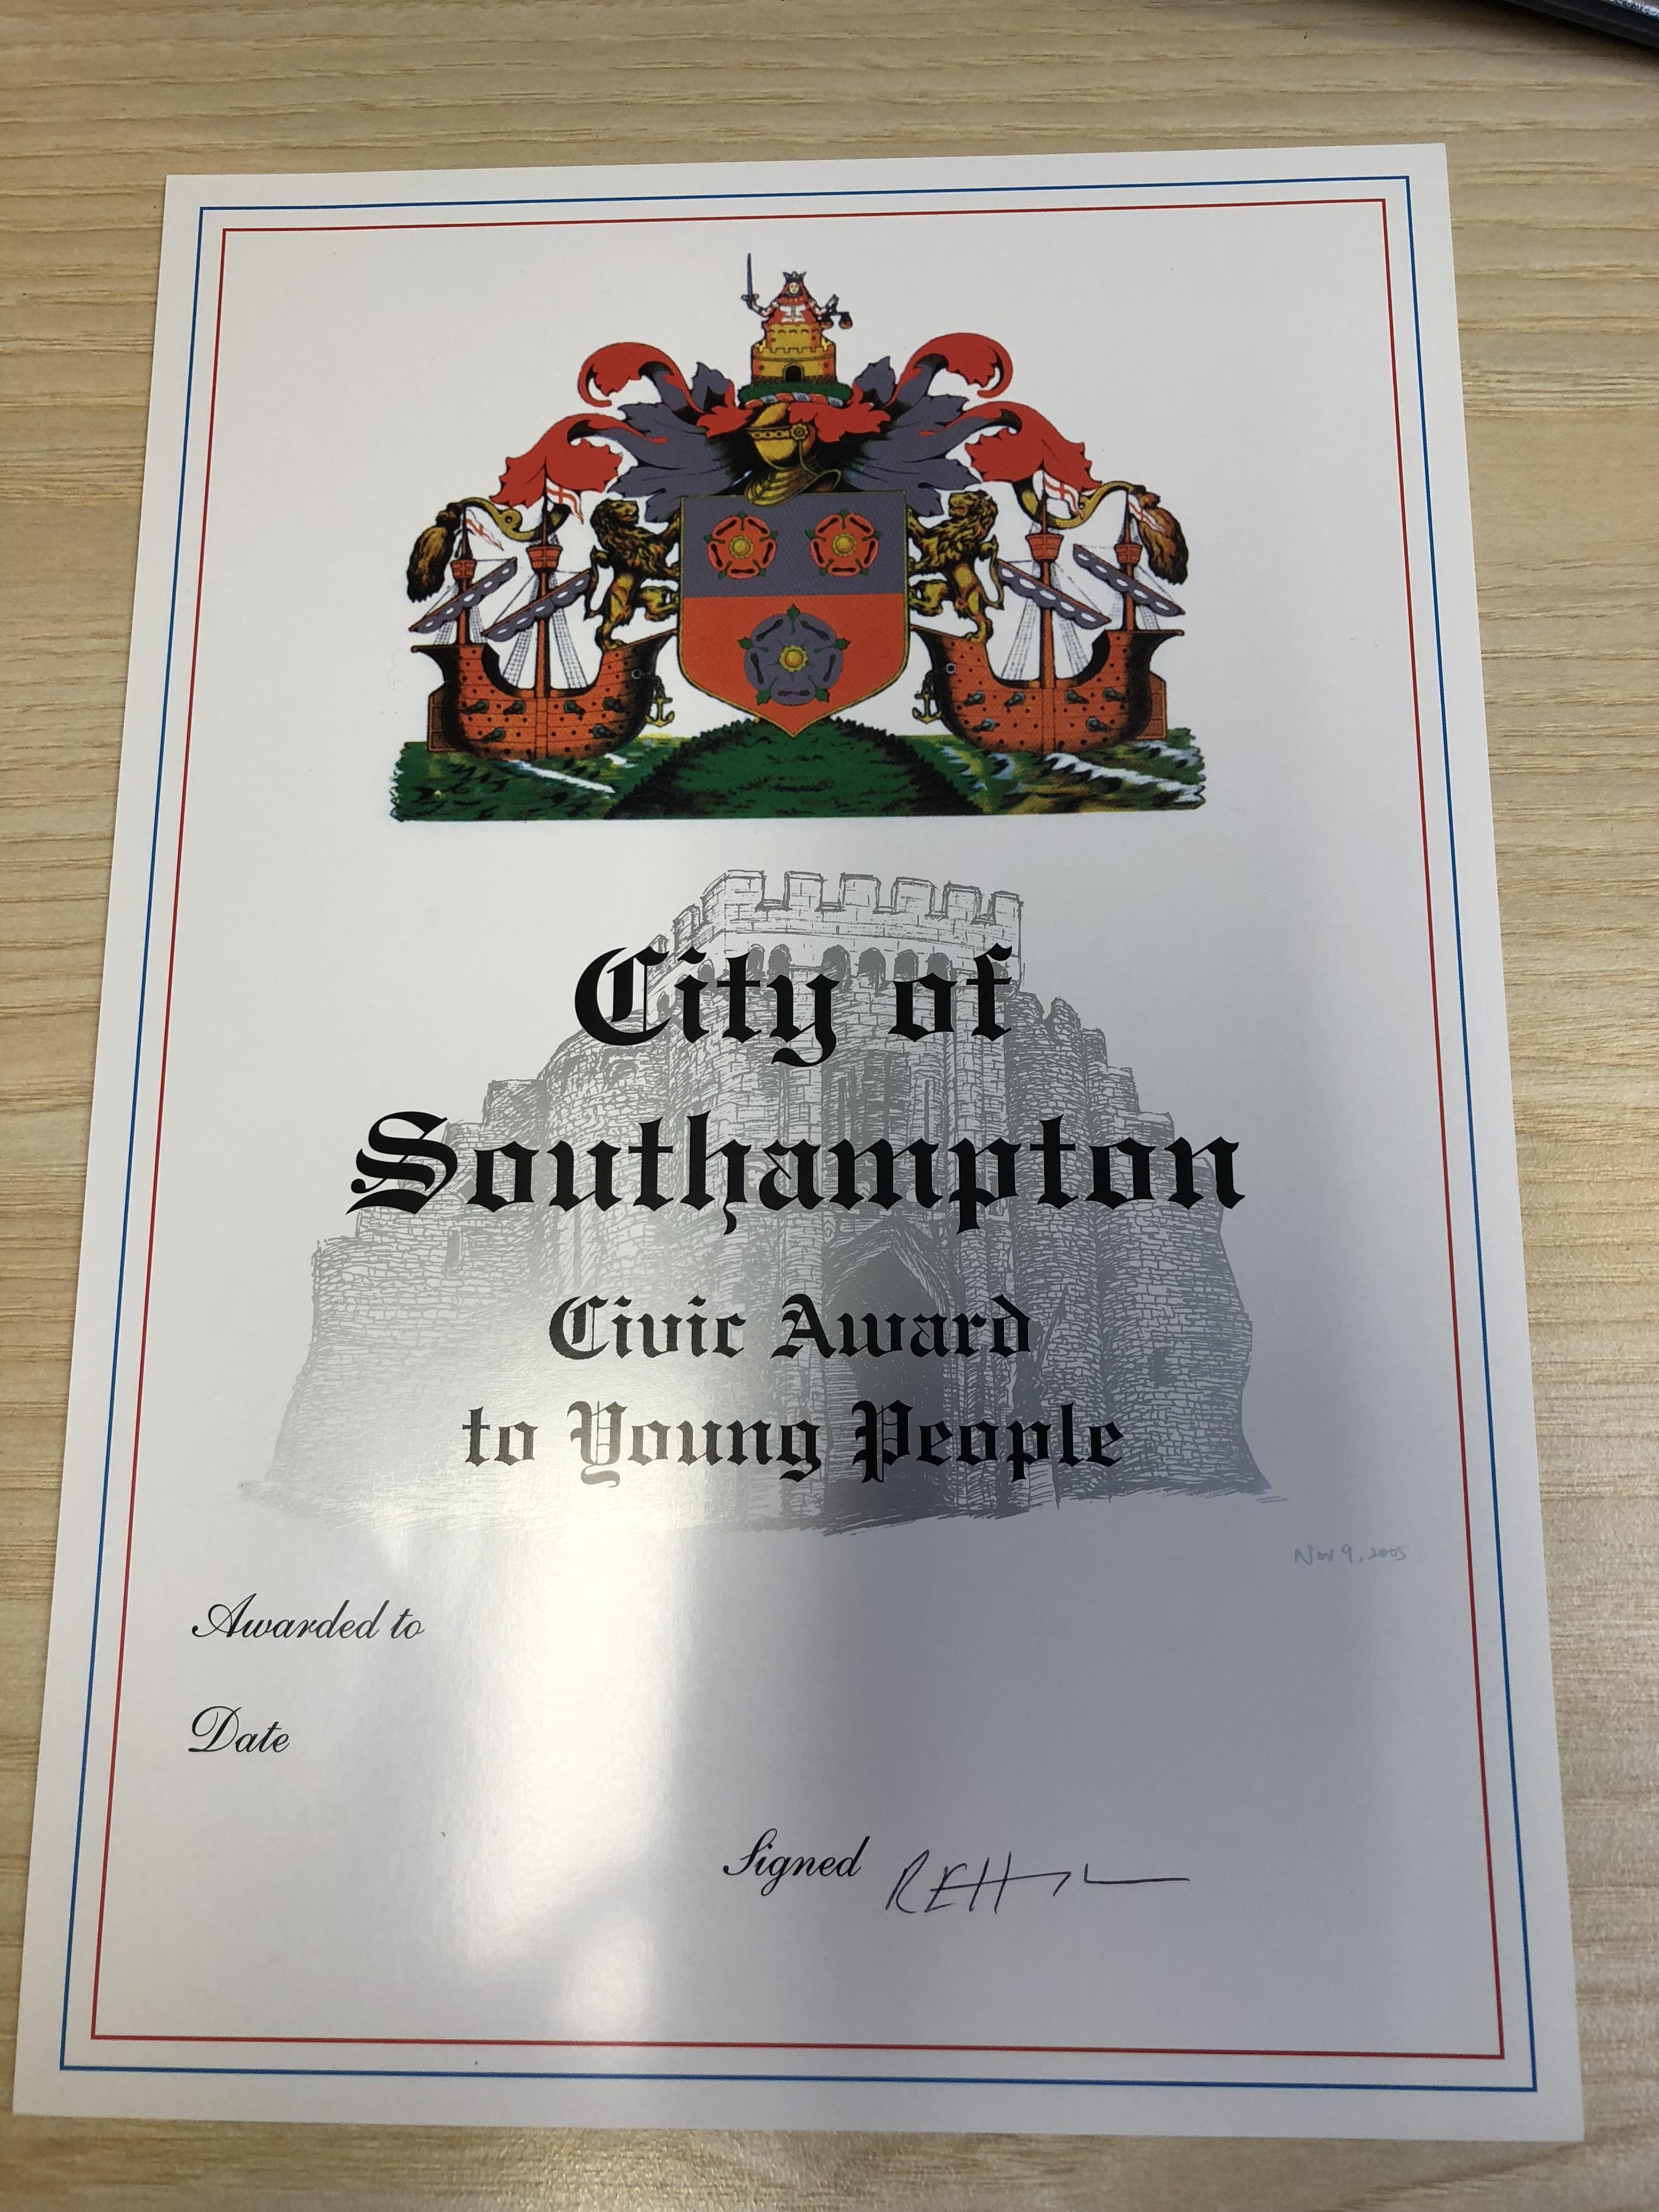 City of
Southampton
Civic Award
to Young People
Nov 9, 2005
Awarded to
Date
Signed